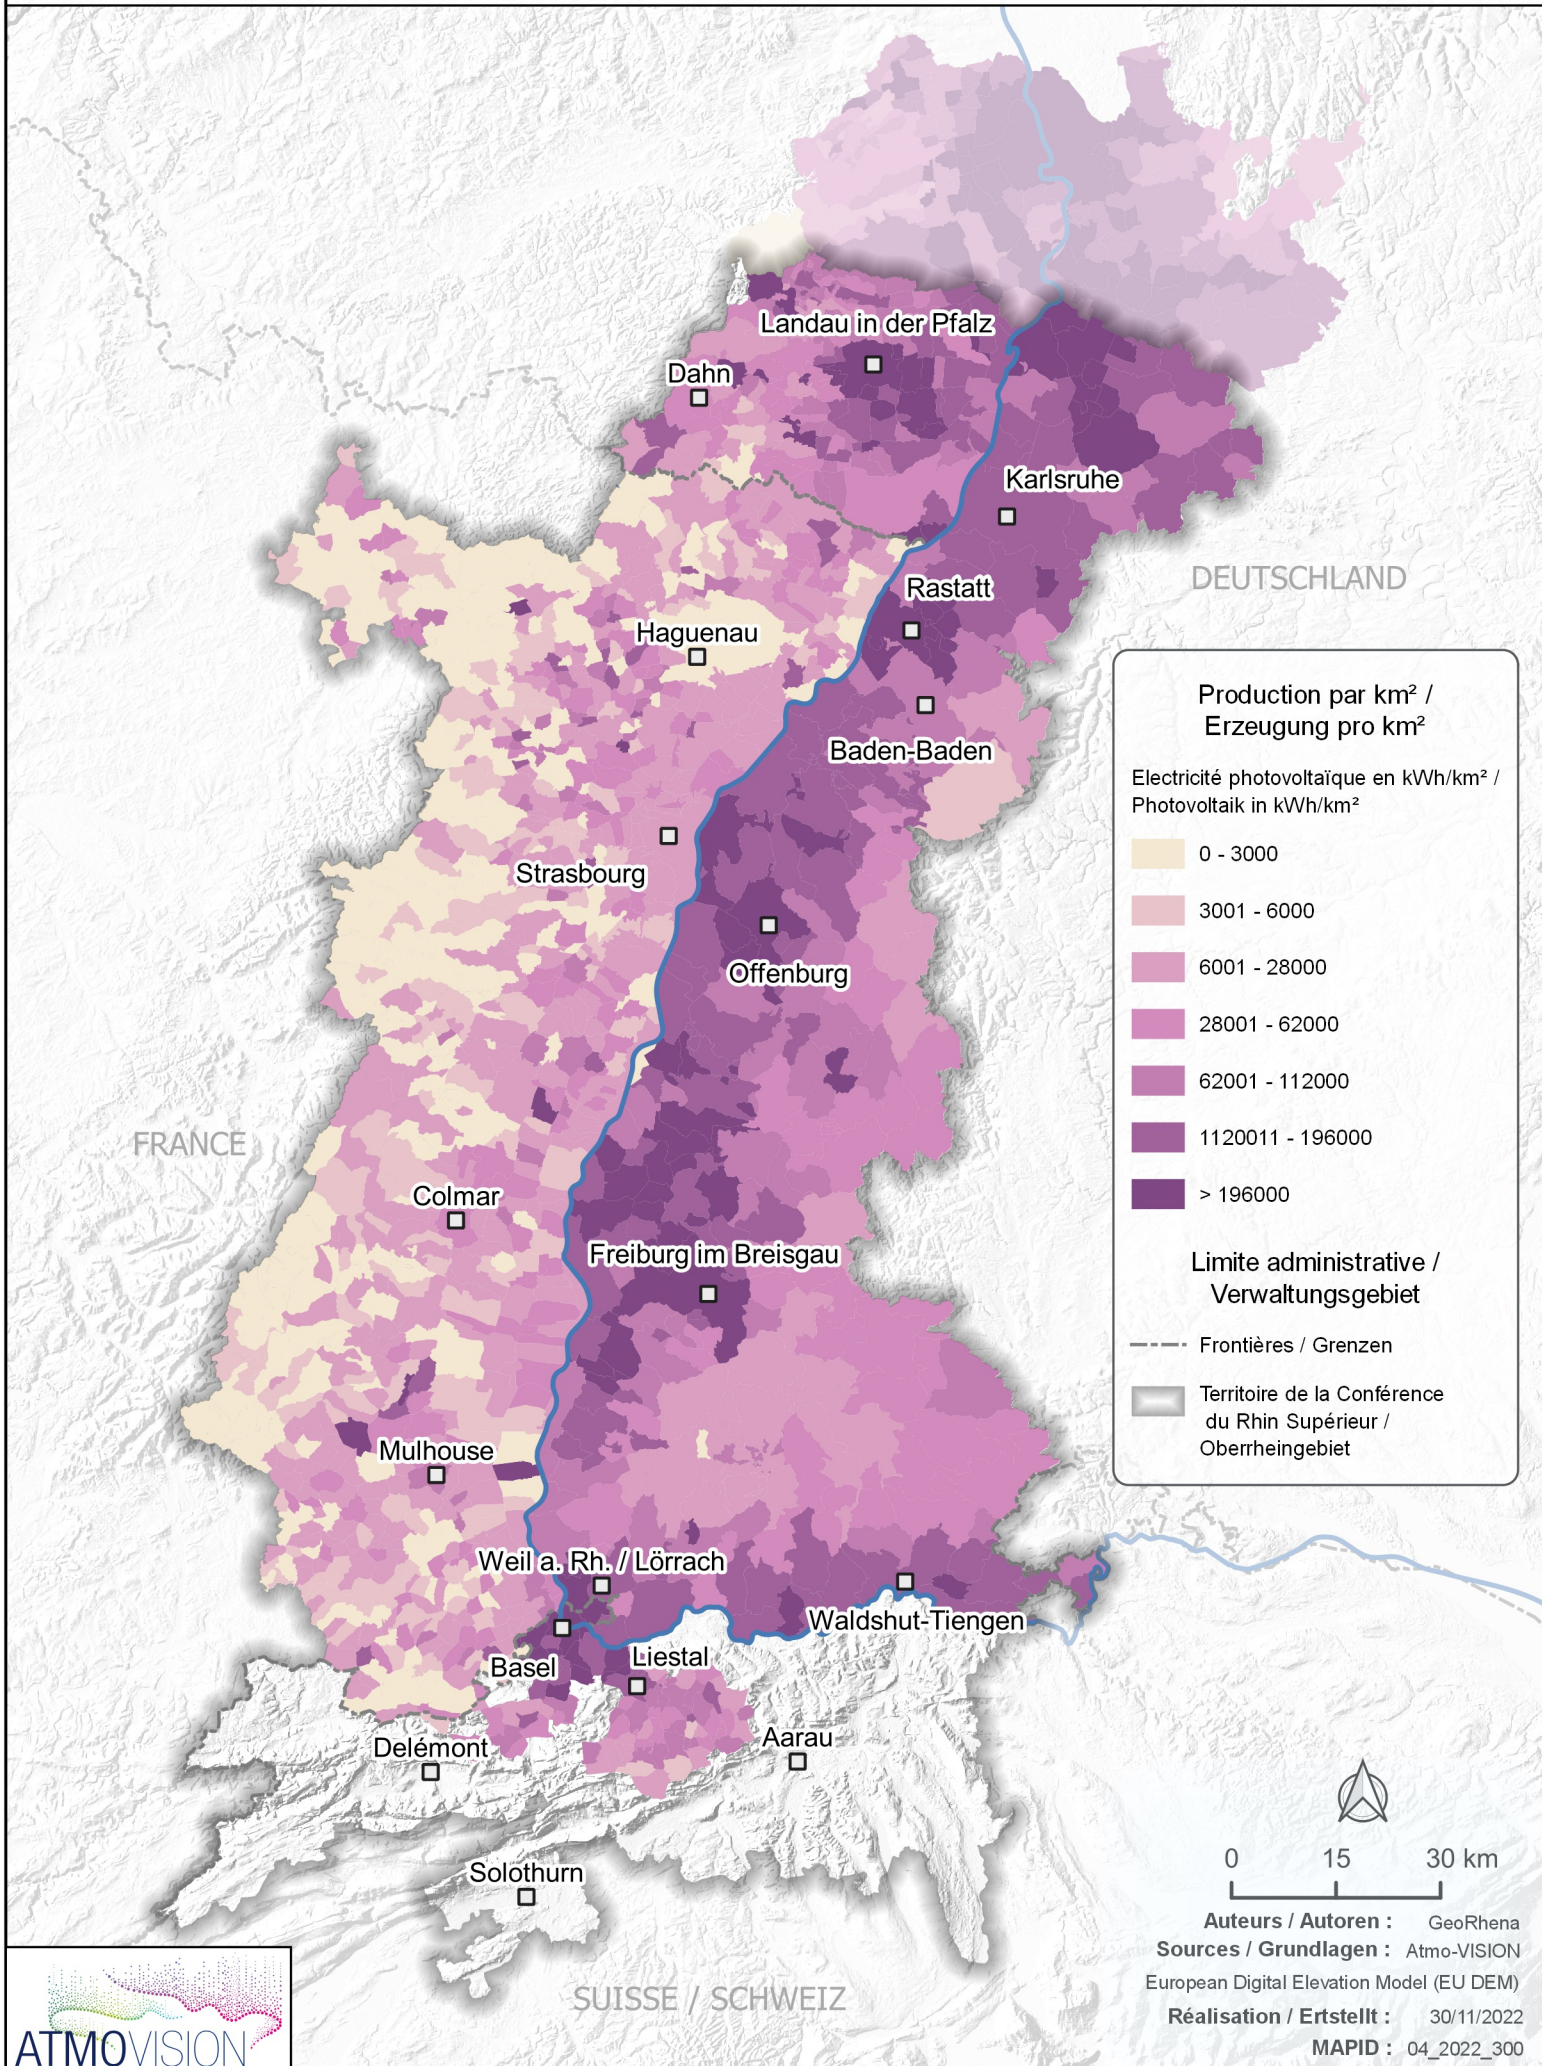 Landau in der Pfalz
Dahn
Karlsruhe
DEUTSCHLAND
Rastatt
Haguenau
Baden-Baden
Strasbourg
Offenburg
FRANCE
Colmar
Freiburg im Breisgau
Mulhouse
Weil a. Rh. / Lörrach
Waldshut-Tiengen
Basel
Liestal
Delémont
Aarau
Solothurn
SUISSE / SCHWEIZ
Production par km² /
Erzeugung pro km²
Electricité photovoltaïque en kWh/km² /
Photovoltaik in kWh/km²
0 - 3000
3001 - 6000
6001 - 28000
28001 - 62000
62001 - 112000
1120011 - 196000
> 196000
Limite administrative /
Verwaltungsgebiet
Frontières / Grenzen
Territoire de la Conférence
du Rhin Supérieur /
Oberrheingebiet
0 15 30 km
Auteurs / Autoren : GeoRhena
Sources / Grundlagen : Atmo-VISION
European Digital Elevation Model (EU DEM)
Réalisation / Ertstellt : 30/11/2022
MAPID : 04_2022_300
ATMOVISION